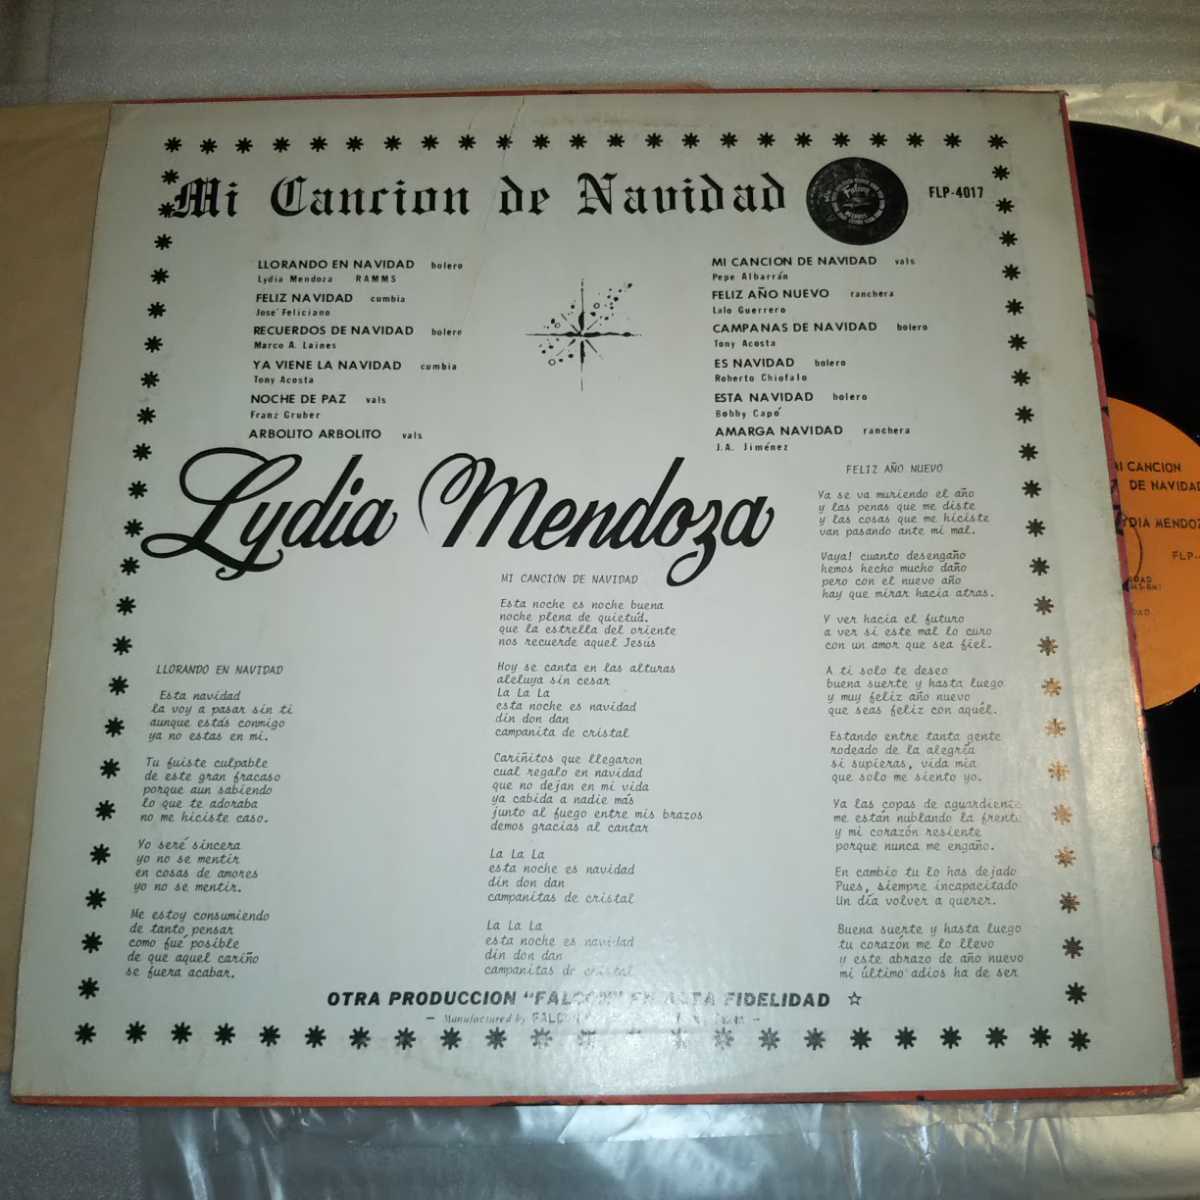 Mi Cancion de Navidad
Falcon
RECORDS
FLP-4017
LLORANDO EN NAVIDAD bolero
Lydia Mendoza RAMMS
FELIZ NAVIDAD cumbia
José Feliciano
RECUERDOS DE NAVIDAD bolero
Marco A. Laines
YA VIENE LA NAVIDAD cumbia
Tony Acosta
NOCHE DE PAZ vals
Franz Gruber
ARBOLITO ARBOLITO vals
MI CANCION DE NAVIDAD vals
Pepe Albarrán
FELIZ AÑO NUEVO ranchera
Lalo Guerrero
CAMPANAS DE NAVIDAD bolero
Tony Acosta
ES NAVIDAD bolero
Roberto Chiofalo
ESTA NAVIDAD bolero
Bobby Capó
AMARGA NAVIDAD ranchera
J.A. Jiménez
Lydia Mendoza
LLORANDO EN NAVIDAD
Esta navidad
la voy a pasar sin ti
aunque estás conmigo
ya no estas en mi.
Tu fuiste culpable
de este gran fracaso
porque aun sabiendo
lo que te adoraba
no me hiciste caso.
Yo seré sincera
yo no se mentir
en cosas de amores
yo no se mentir.
Me estoy consumiendo
de tanto pensar
como fué posible
de que aquel cariño
se fuera acabar.
MI CANCION DE NAVIDAD
Esta noche es noche buena
noche plena de quietud.
que la estrella del oriente
nos recuerde aquel Jesús
Hoy se canta en las alturas
aleluya sin cesar
La La La
esta noche es navidad
din don dan
campanita de cristal
Cariñitos que llegaron
cual regalo en navidad
que no dejan en mi vida
ya cabida a nadie más
junto al fuego entre mis brazos
demos gracias al cantar
La La La
esta noche es navidad
din don dan
campanitas de cristal
La La La
esta noche es navidad
din don dan
campanitas de cristal
FELIZ AÑO NUEVO
Ya se va muriendo el año
y las penas que me diste
y las cosas que me hiciste
van pasando ante mi mal.
Vaya! cuanto desengaño
hemos hecho mucho daño
pero con el nuevo año
hay que mirar hacia atras.
Y ver hacia el futuro
a ver si este mal lo curo
con un amor que sea fiel.
A ti solo te deseo
buena suerte y hasta luego
y muy feliz año nuevo
que seas feliz con aquél.
Estando entre tanta gente
rodeado de la alegría
si supieras, vida mia
que solo me siento yo.
Ya las copas de aguardiente
me están nublando la frente
y mi corazón resiente
porque nunca me engaño.
En cambio tu lo has dejado
Pues, siempre incapacitado
Un día volver a querer.
Buena suerte y hasta luego
tu corazón me lo llevo
y este abrazo de año nuevo
mi último adios ha de ser
OTRA PRODUCCION "FALCON" EN ALTA FIDELIDAD
- Manufactured by FALCON
MI CANCION
DE NAVIDAD
LYDIA MENDOZA
FLP-